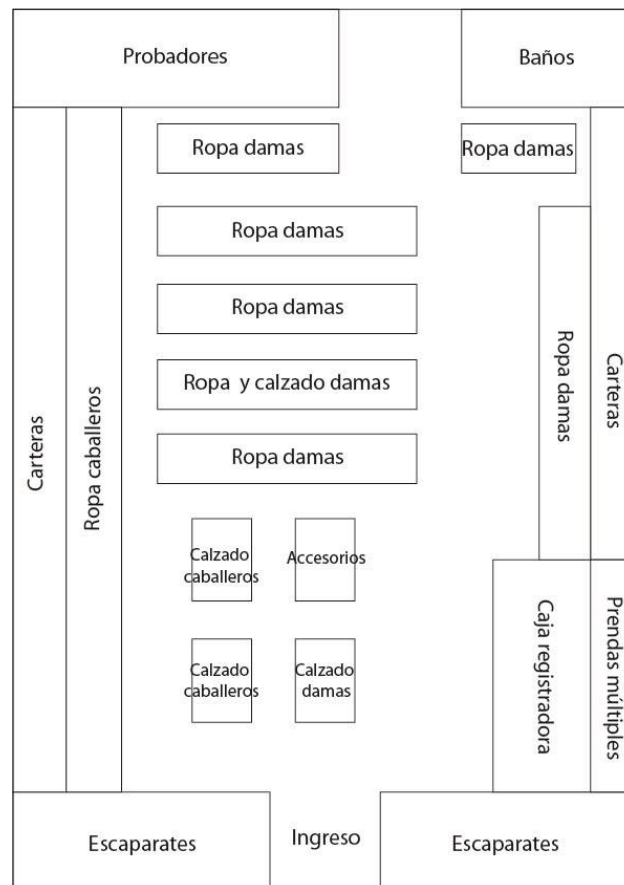 Probadores
Baños
Ropa damas
Ropa damas
Ropa damas
Ropa damas
Ropa y calzado damas
Ropa damas
Carteras
Ropa caballeros
Ropa damas
Carteras
Calzado
caballeros
Accesorios
Calzado
caballeros
Calzado
damas
Caja registradora
Prendas múltiples
Escaparates
Ingreso
Escaparates